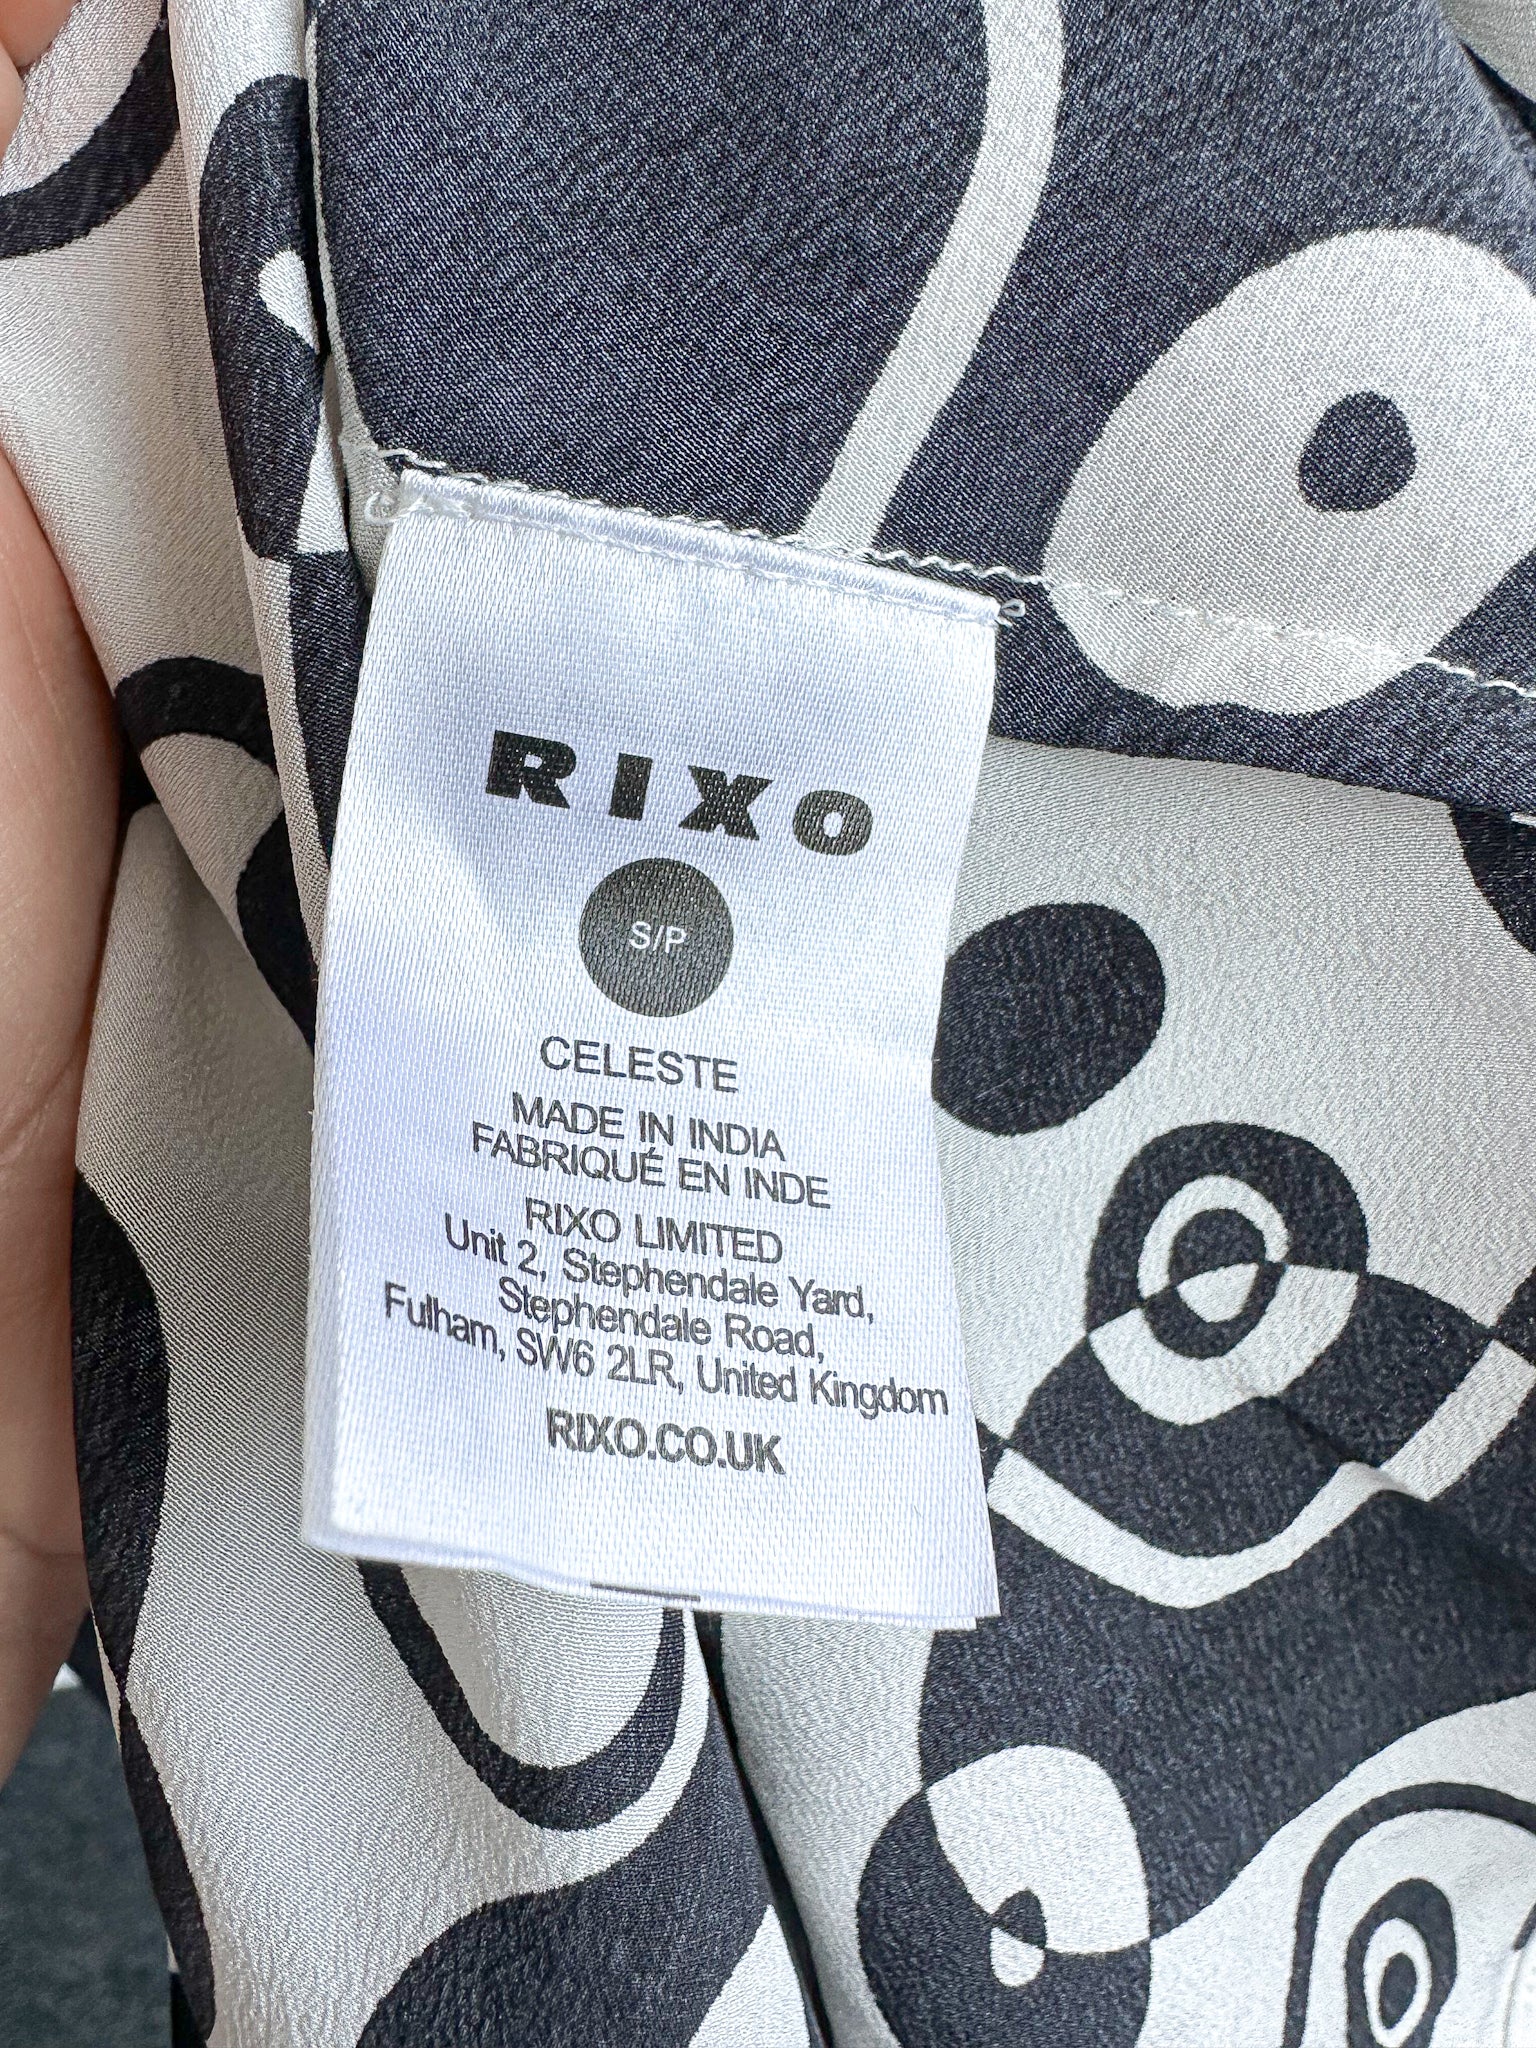 RIXO
S/P
CELESTE
MADE IN INDIA
FABRIQUÉ EN INDE
RIXO LIMITED
Unit 2, Stephendale Yard,
Stephendale Road,
Fulham, SW6 2LR, United Kingdom
RIXO.CO.UK